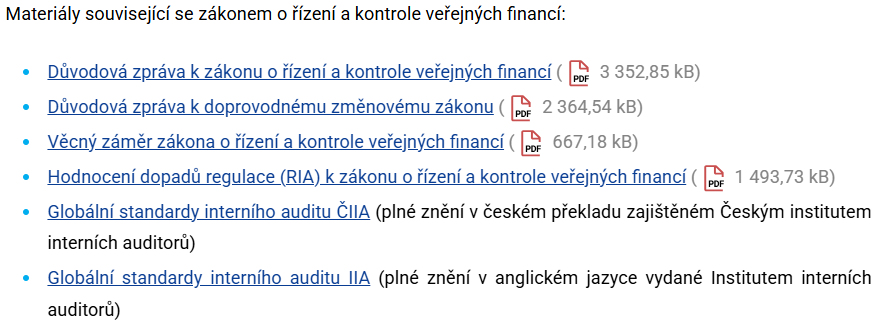 Materiály související se zákonem o řízení a kontrole veřejných financí:
Důvodová zpráva k zákonu o řízení a kontrole veřejných financí ( PDF 3 352,85 kB)
Důvodová zpráva k doprovodnému změnovému zákonu ( PDF 2 364,54 kB)
Věcný záměr zákona o řízení a kontrole veřejných financí ( PDF 667,18 kB)
Hodnocení dopadů regulace (RIA) k zákonu o řízení a kontrole veřejných financí ( PDF 1 493,73 kB)
Globální standardy interního auditu ČIIA (plné znění v českém překladu zajištěném Českým institutem
interních auditorů)
Globální standardy interního auditu IIA (plné znění v anglickém jazyce vydané Institutem interních
auditorů)